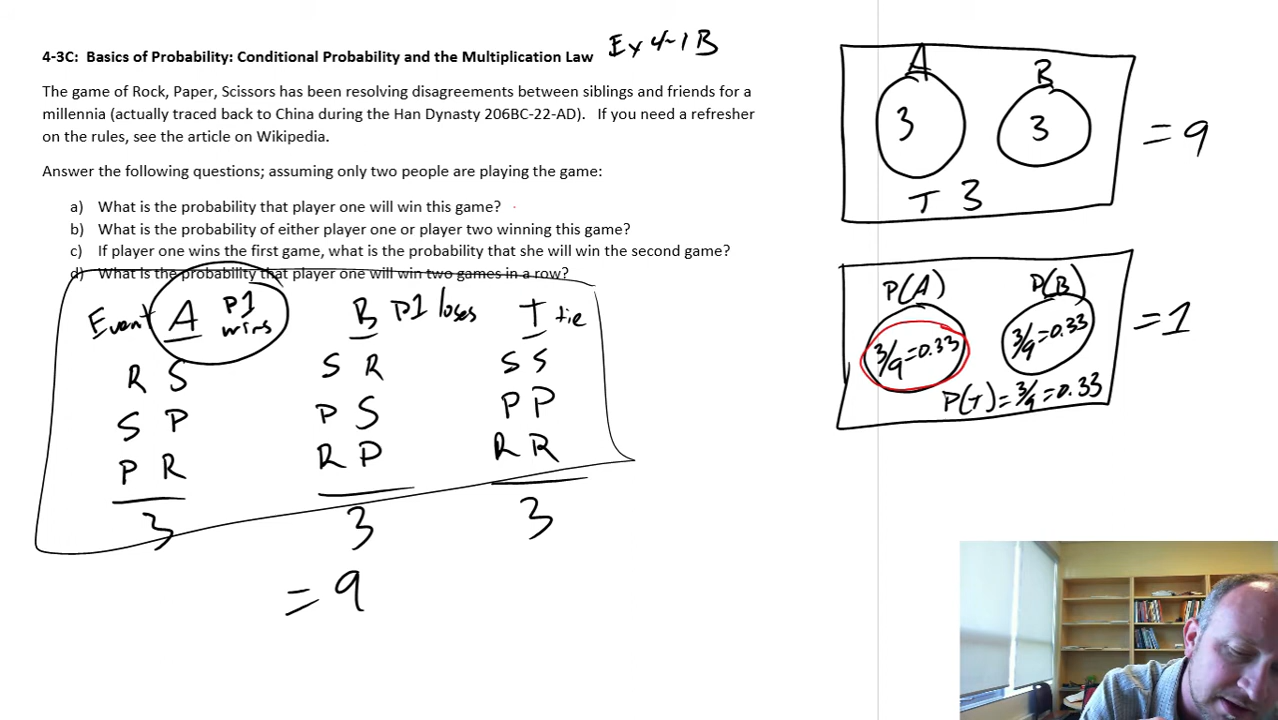 4-3C: Basics of Probability: Conditional Probability and the Multiplication Law Ex 4-1B
The game of Rock, Paper, Scissors has been resolving disagreements between siblings and friends for a
millennia (actually traced back to China during the Han Dynasty 206BC-22-AD). If you need a refresher
on the rules, see the article on Wikipedia.
Answer the following questions; assuming only two people are playing the game:
a) What is the probability that player one will win this game?
b) What is the probability of either player one or player two winning this game?
c) If player one wins the first game, what is the probability that she will win the second game?
d) What is the probability that player one will win two games in a row?
Event A P1 wins B P1 loses T tie
R S S R S S
S P P S P P
P R R P R R
3 3 3
= 9
A B
3 3 = 9
T 3
P(A) P(B)
3/9=0.33 3/9=0.33 = 1
P(T)=3/9=0.33